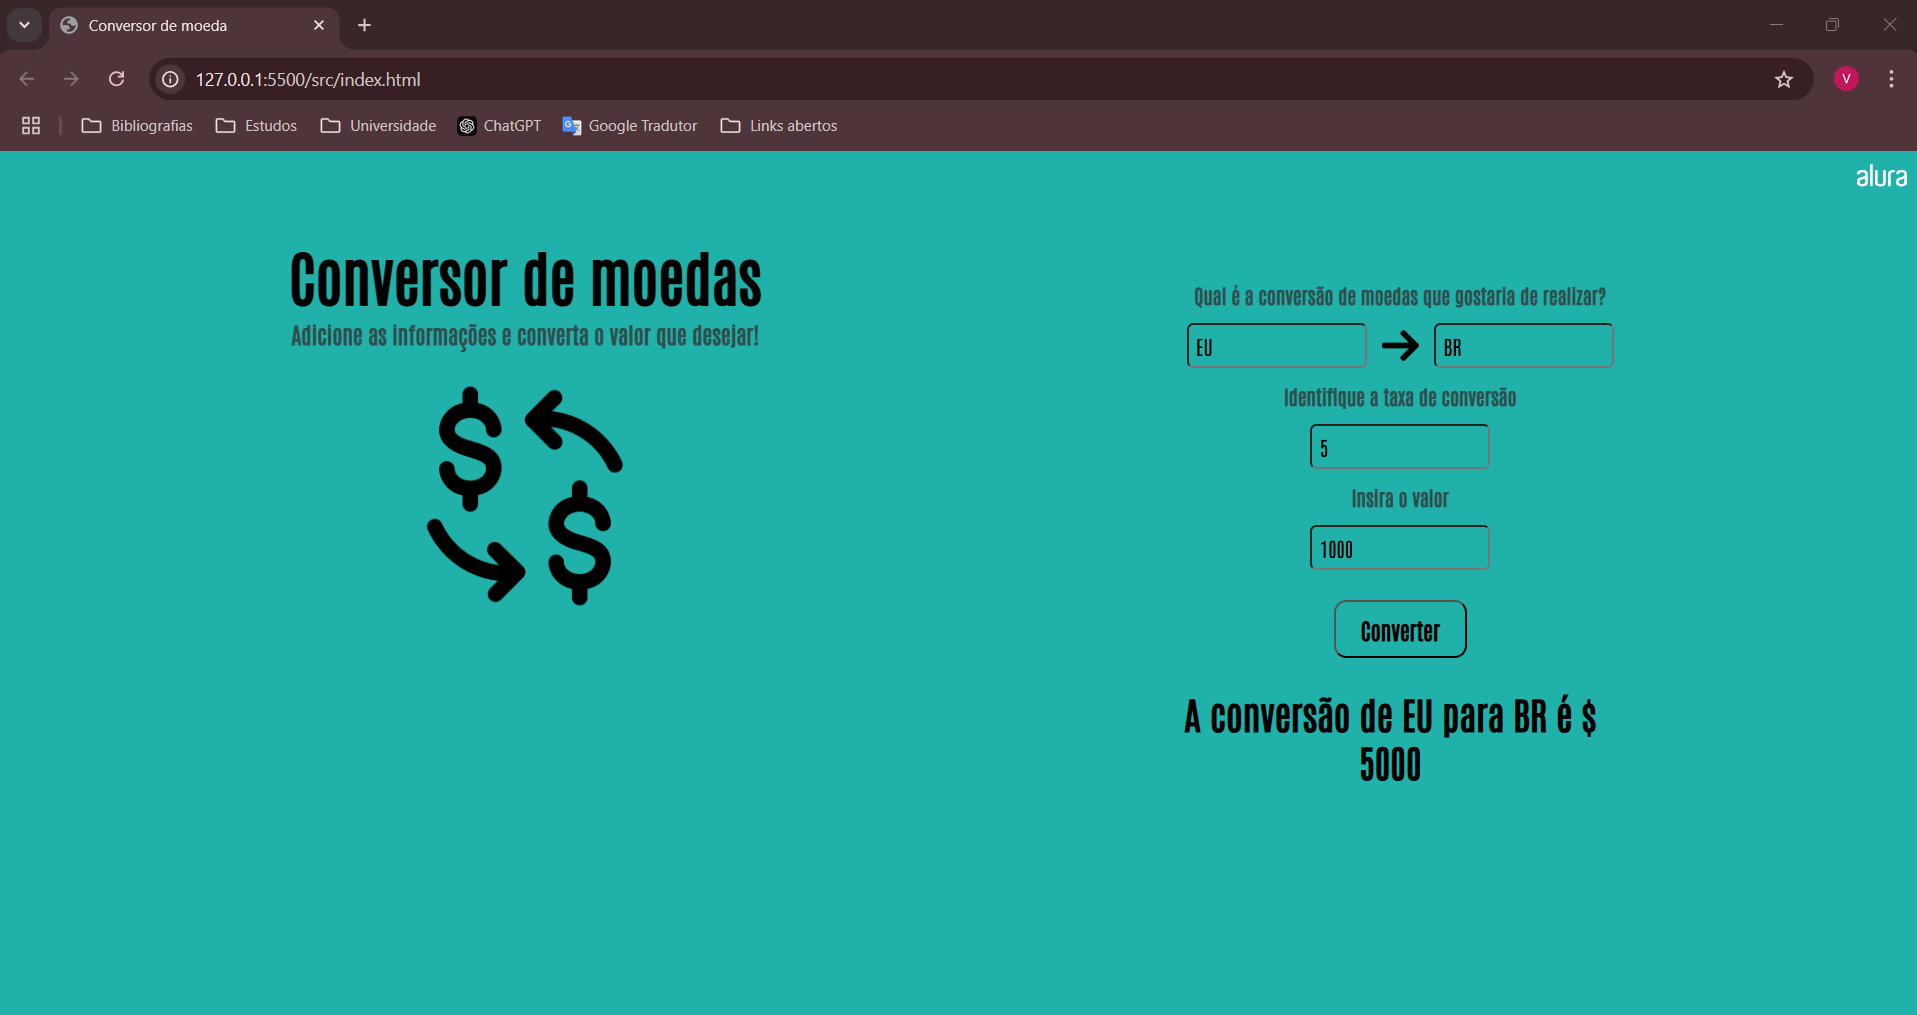 Conversor de moeda
127.0.0.1:5500/src/index.html
V
Bibliografias
Estudos
Universidade
ChatGPT
Google Tradutor
Links abertos
alura
Conversor de moedas
Adicione as informações e converta o valor que desejar!
Qual é a conversão de moedas que gostaria de realizar?
EU
BR
Identifique a taxa de conversão
5
Insira o valor
1000
Converter
A conversão de EU para BR é $
5000